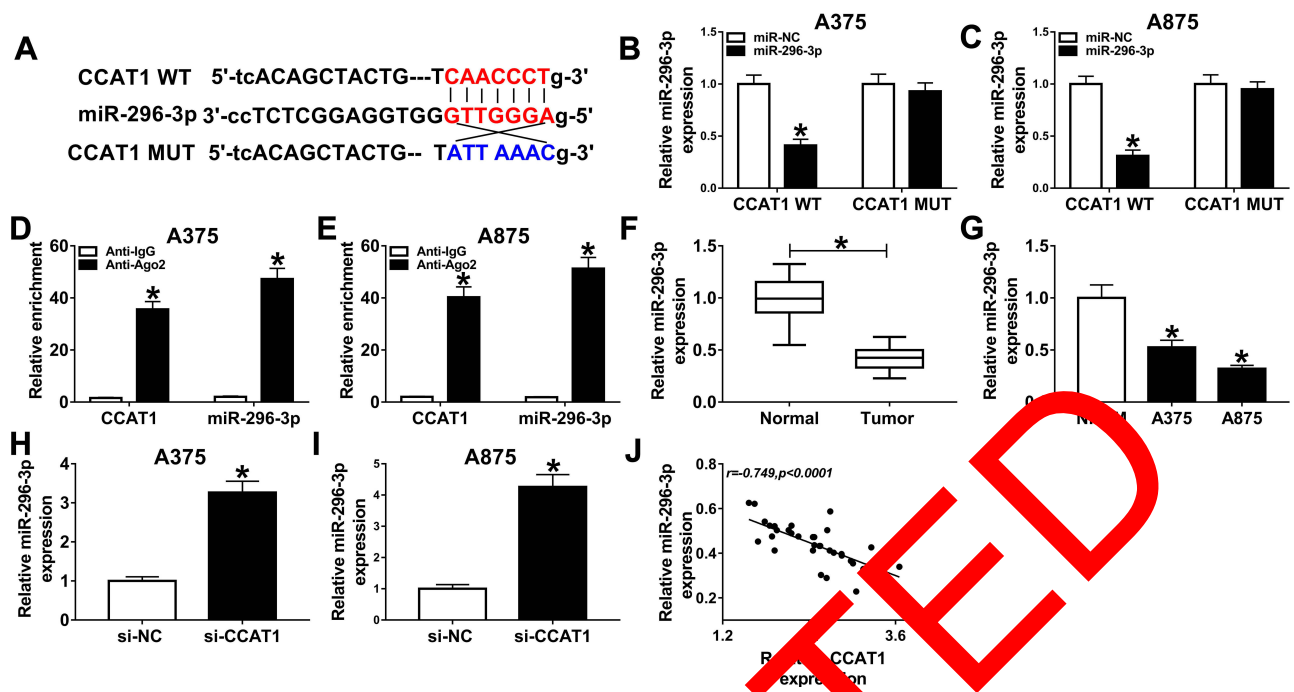 A
CCAT1 WT 5'-tcACAGCTACTG---TCAACCCTg-3'
miR-296-3p 3'-ccTCTCGGAGGTGGGTTGGGAg-5'
CCAT1 MUT 5'-tcACAGCTACTG-- TATT AAACg-3'
B
A375
Relative miR-296-3p
expression
miR-NC
miR-296-3p
1.5
1.0
0.5
0.0
*
CCAT1 WT CCAT1 MUT
C
A875
Relative miR-296-3p
expression
miR-NC
miR-296-3p
1.5
1.0
0.5
0.0
*
CCAT1 WT CCAT1 MUT
D
A375
Relative enrichment
Anti-IgG
Anti-Ago2
60
40
20
0
* *
CCAT1 miR-296-3p
E
A875
Relative enrichment
Anti-IgG
Anti-Ago2
60
40
20
0
* *
CCAT1 miR-296-3p
F
Relative miR-296-3p
expression
1.5
1.0
0.5
0.0
*
Normal Tumor
G
Relative miR-296-3p
expression
1.5
1.0
0.5
* *
A375 A875
H
A375
Relative miR-296-3p
expression
4
3
2
1
0
*
si-NC si-CCAT1
I
A875
Relative miR-296-3p
expression
5
4
3
2
1
0
*
si-NC si-CCAT1
J
Relative miR-296-3p
expression
r=-0.749,p<0.0001
0.8
0.6
0.4
0.2
1.2 3.6
CCAT1
expression
TED